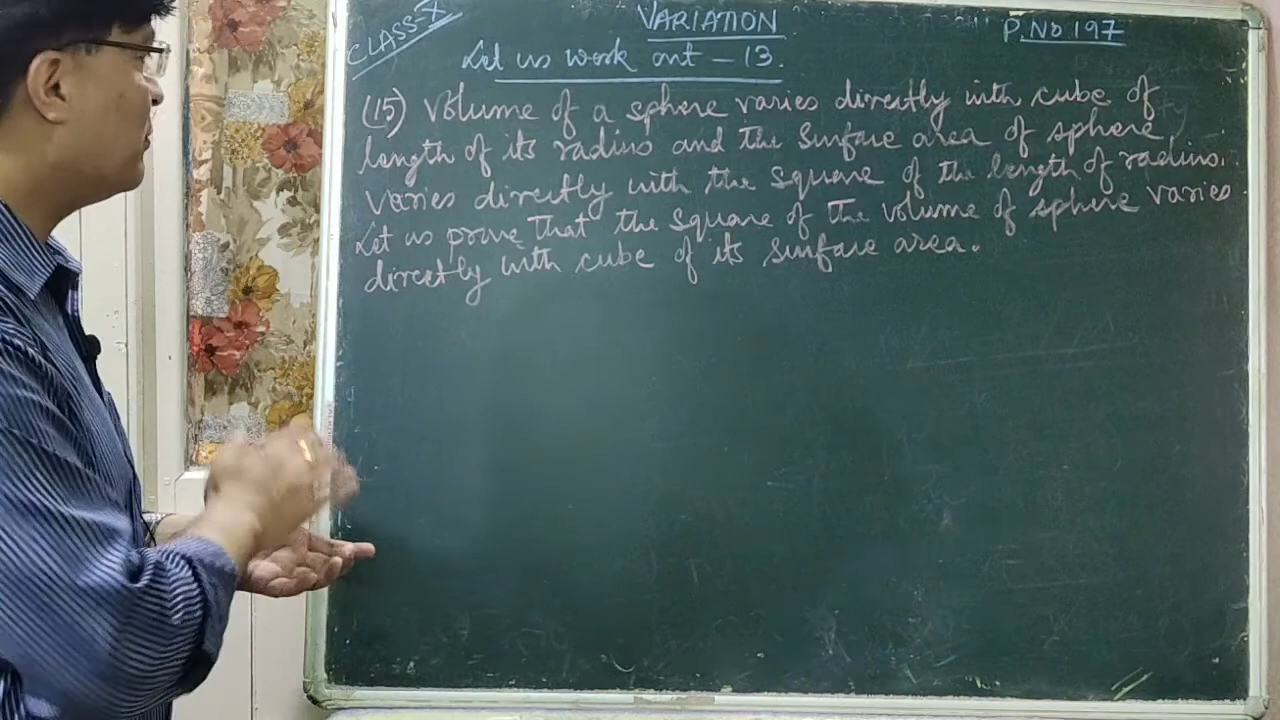 CLASS-X
VARIATION
P.No.197
Let us work out - 13.
(15) Volume of a sphere varies directly with cube of
length of its radius and the surface area of sphere
varies directly with the square of the length of radius.
Let us prove that the square of the volume of sphere varies
directly with cube of its surface area.